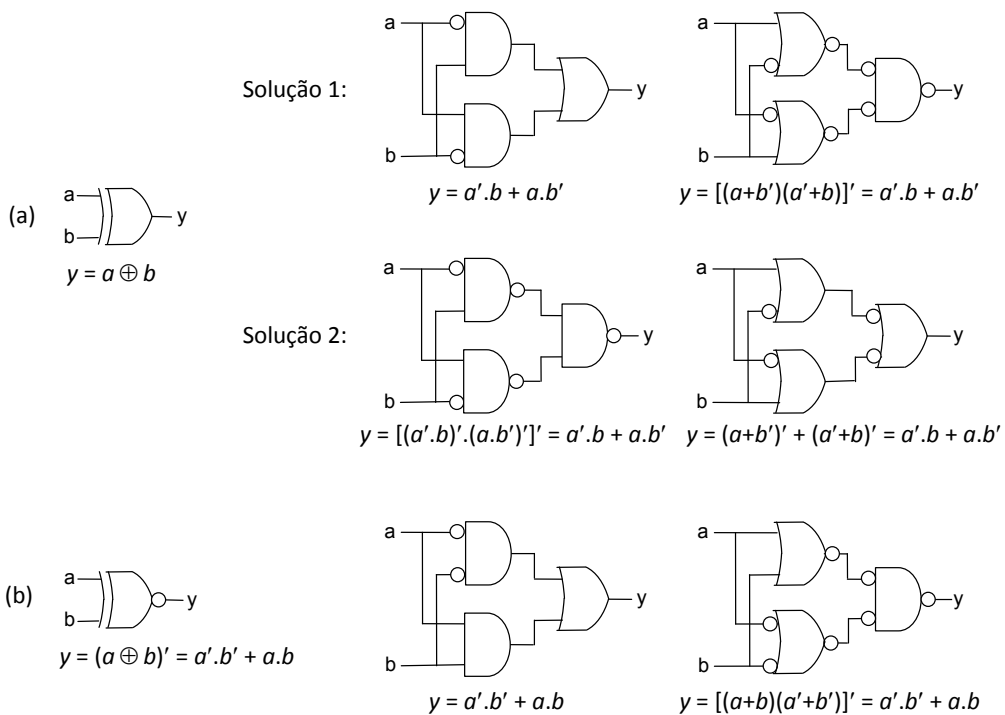 a
y
b
y = a'.b + a.b'
a
y
b
y = [(a+b')(a'+b)]' = a'.b + a.b'
Solução 1:
(a)
a
b
y
y = a ⊕ b
Solução 2:
a
y
b
y = [(a'.b)'.(a.b')']' = a'.b + a.b'
a
y
b
y = (a+b')' + (a'+b)' = a'.b + a.b'
(b)
a
b
y
y = (a ⊕ b)' = a'.b' + a.b
a
y
b
y = a'.b' + a.b
a
y
b
y = [(a+b)(a'+b')]' = a'.b' + a.b